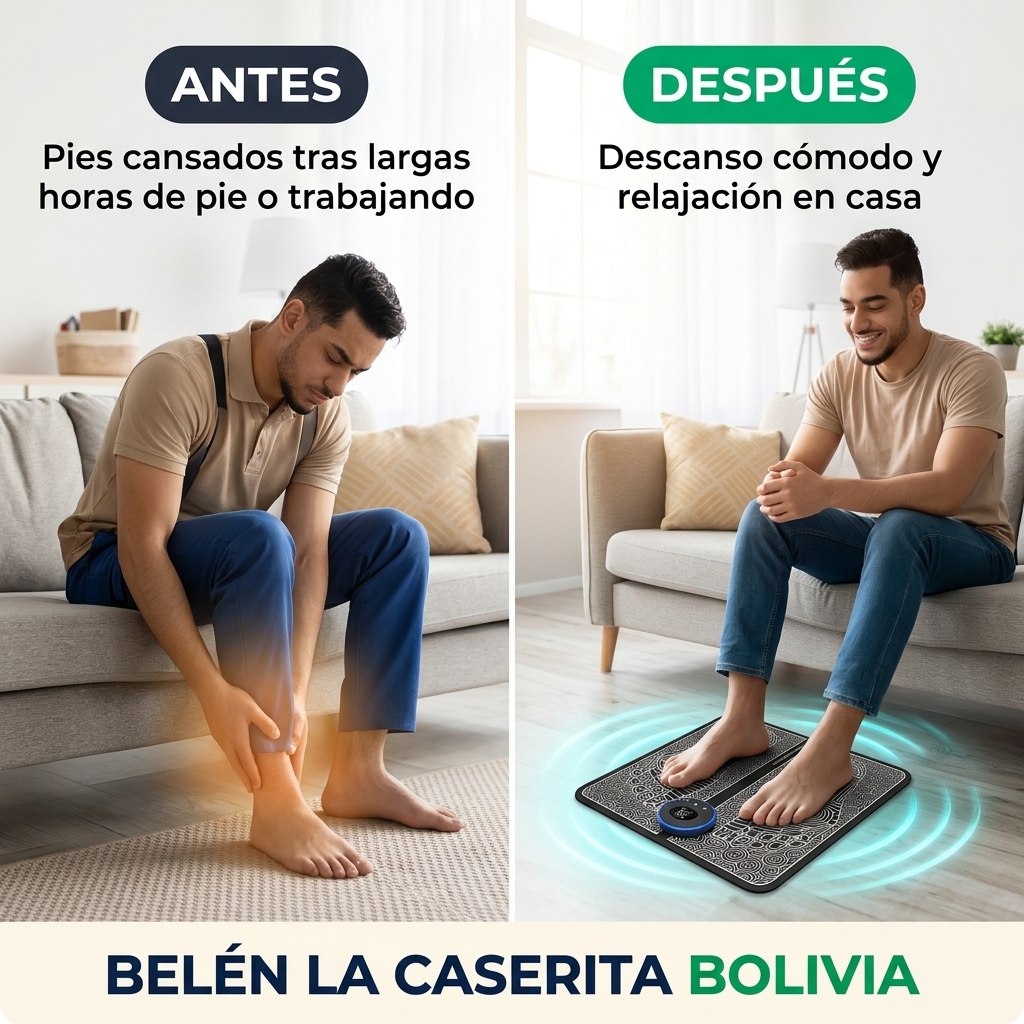 ANTES
Pies cansados tras largas
horas de pie o trabajando
DESPUÉS
Descanso cómodo y
relajación en casa
BELÉN LA CASERITA BOLIVIA